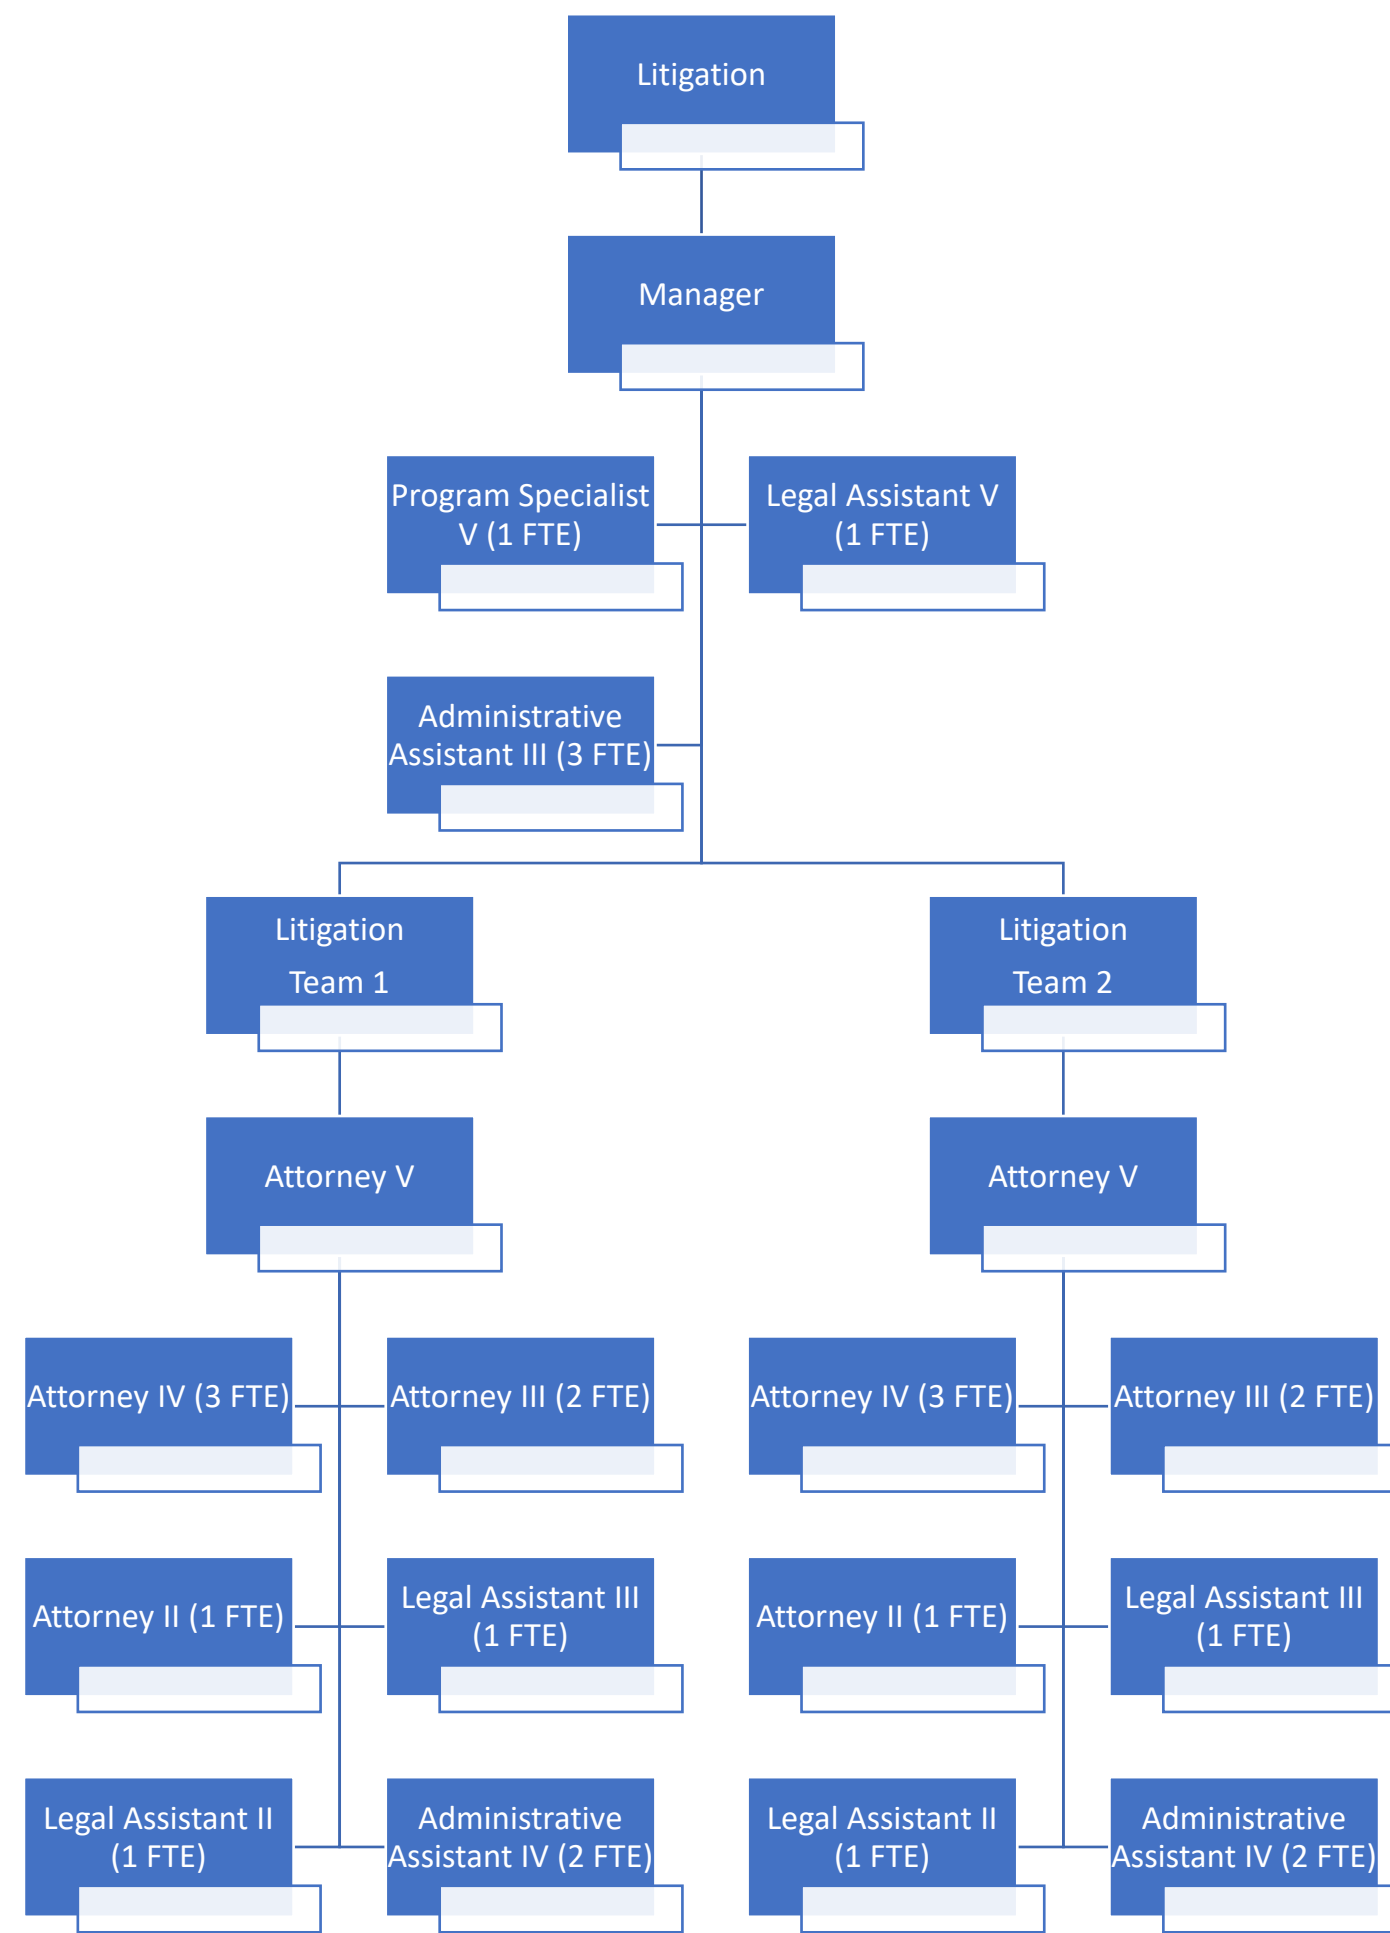 Litigation
Manager
Program Specialist
V (1 FTE)
Legal Assistant V
(1 FTE)
Administrative
Assistant III (3 FTE)
Litigation
Team 1
Litigation
Team 2
Attorney V
Attorney V
Attorney IV (3 FTE)
Attorney III (2 FTE)
Attorney IV (3 FTE)
Attorney III (2 FTE)
Attorney II (1 FTE)
Legal Assistant III
(1 FTE)
Attorney II (1 FTE)
Legal Assistant III
(1 FTE)
Legal Assistant II
(1 FTE)
Administrative
Assistant IV (2 FTE)
Legal Assistant II
(1 FTE)
Administrative
Assistant IV (2 FTE)